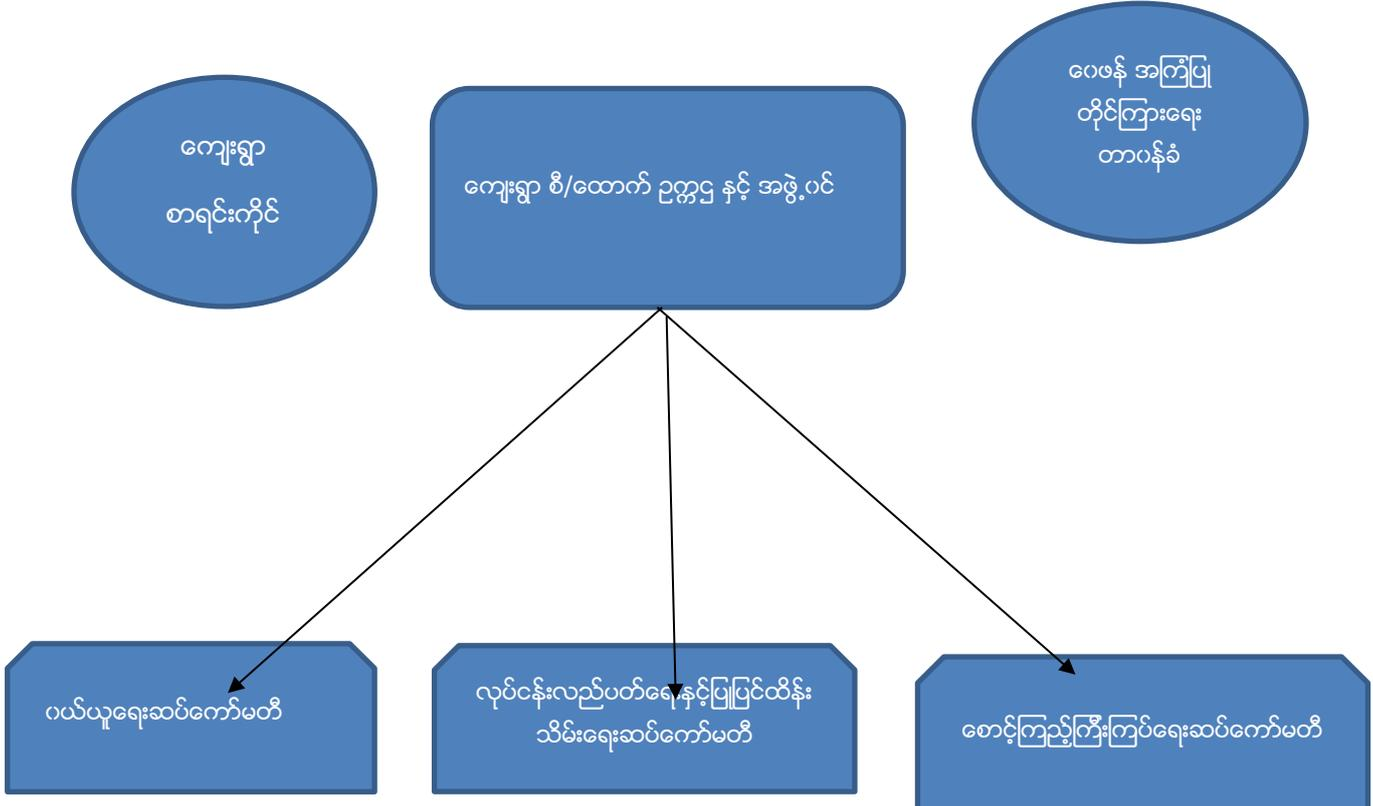 ကျေးရွာ
စာရင်းကိုင်
ကျေးရွာ စီ/ထောက် ဥက္ကဌ နှင့် အဖွဲ့ဝင်
ဝေဖန် အကြံပြု
တိုင်ကြားရေး
တာဝန်ခံ
ဝယ်ယူရေးဆပ်ကော်မတီ
လုပ်ငန်းလည်ပတ်ရေးနှင့်ပြုပြင်ထိန်း
သိမ်းရေးဆပ်ကော်မတီ
စောင့်ကြည့်ကြီးကြပ်ရေးဆပ်ကော်မတီ